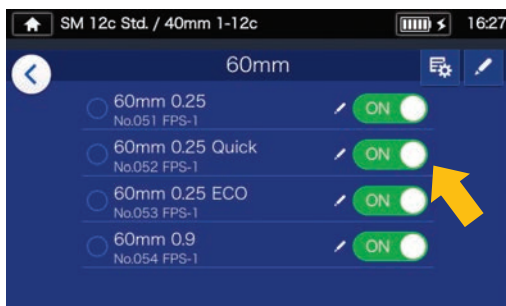 SM 12c Std. / 40mm 1-12c 16:27
60mm
60mm 0.25 ON
No.051 FPS-1
60mm 0.25 Quick ON
No.052 FPS-1
60mm 0.25 ECO ON
No.053 FPS-1
60mm 0.9 ON
No.054 FPS-1